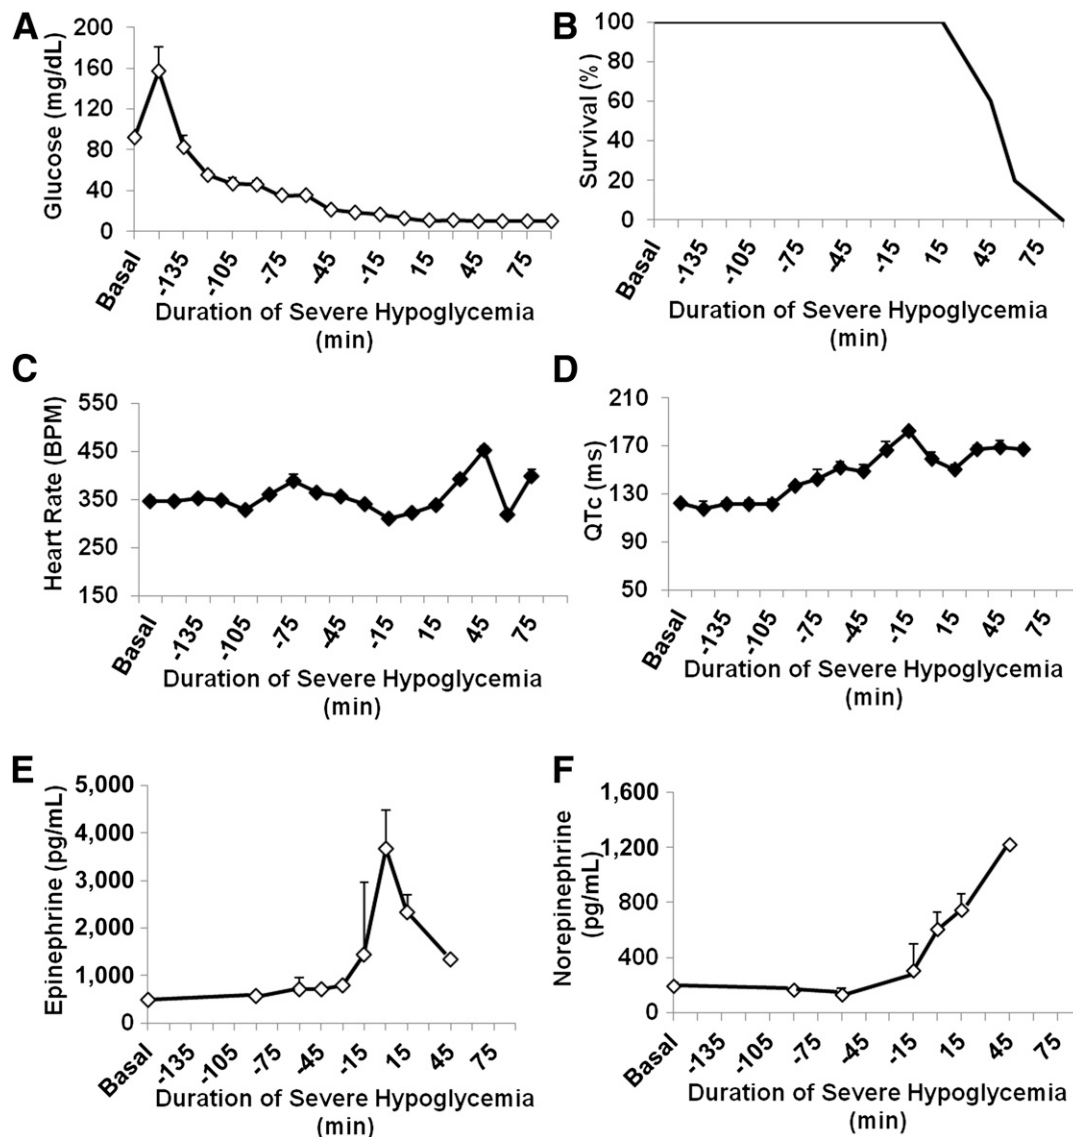 A
Glucose (mg/dL)
200
160
120
80
40
0
Basal
-135
-105
-75
-45
-15
15
45
75
Duration of Severe Hypoglycemia
(min)
B
Survival (%)
100
80
60
40
20
0
Basal
-135
-105
-75
-45
-15
15
45
75
Duration of Severe Hypoglycemia
(min)
C
Heart Rate (BPM)
550
450
350
250
150
Basal
-135
-105
-75
-45
-15
15
45
75
Duration of Severe Hypoglycemia
(min)
D
QTc (ms)
210
170
130
90
50
Basal
-135
-105
-75
-45
-15
15
45
75
Duration of Severe Hypoglycemia
(min)
E
Epinephrine (pg/mL)
5,000
4,000
3,000
2,000
1,000
0
Basal
-135
-105
-75
-45
-15
15
45
75
Duration of Severe Hypoglycemia
(min)
F
Norepinephrine
(pg/mL)
1,600
1,200
800
400
0
Basal
-135
-105
-75
-45
-15
15
45
75
Duration of Severe Hypoglycemia
(min)